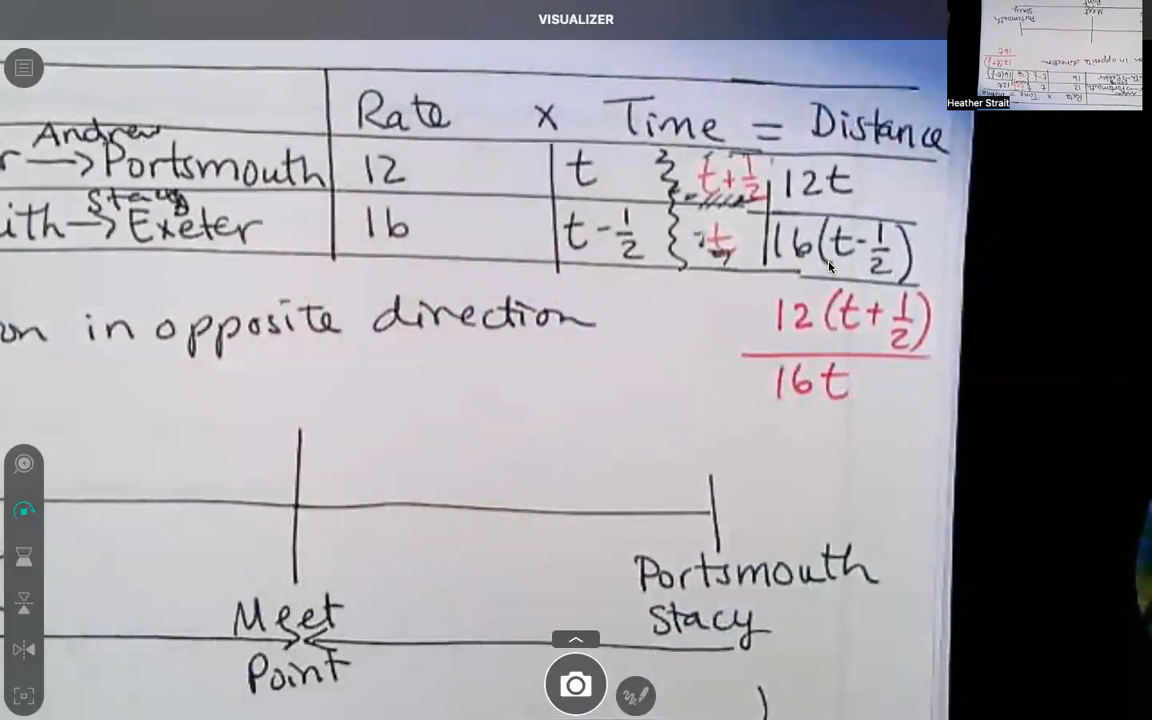 VISUALIZER
Heather Strait
Rate x Time = Distance
Andrew
r → Portsmouth 12 t } t + 1/2 12t
Stacy
ith → Exeter 16 t - 1/2 { t 16(t - 1/2)
on in opposite direction
12(t + 1/2)
16t
Meet
Point
Portsmouth
Stacy